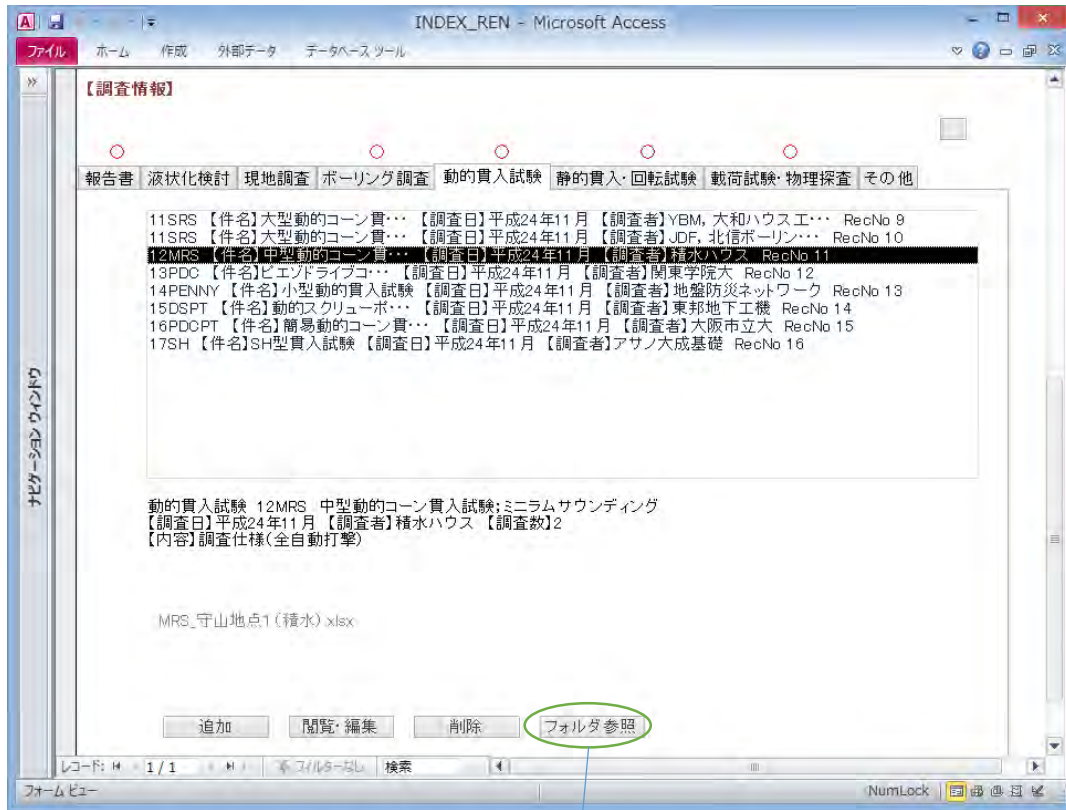 INDEX_REN - Microsoft Access
ファイル ホーム 作成 外部データ データベース ツール
【調査情報】
報告書 液状化検討 現地調査 ボーリング調査 動的貫入試験 静的貫入・回転試験 載荷試験・物理探査 その他
11SRS 【件名】大型動的コーン貫・・・ 【調査日】平成24年11月 【調査者】YBM, 大和ハウス工・・・ RecNo 9
11SRS 【件名】大型動的コーン貫・・・ 【調査日】平成24年11月 【調査者】JDF, 北信ボーリン・・・ RecNo 10
12MRS 【件名】中型動的コーン貫・・・ 【調査日】平成24年11月 【調査者】積水ハウス RecNo 11
13PDC 【件名】ピエゾドライブコ・・・ 【調査日】平成24年11月 【調査者】関東学院大 RecNo 12
14PENNY 【件名】小型動的貫入試験 【調査日】平成24年11月 【調査者】地盤防災ネットワーク RecNo 13
15DSPT 【件名】動的スクリューポ・・・ 【調査日】平成24年11月 【調査者】東邦地下工機 RecNo 14
16PDCPT 【件名】簡易動的コーン貫・・・ 【調査日】平成24年11月 【調査者】大阪市立大 RecNo 15
17SH 【件名】SH型貫入試験 【調査日】平成24年11月 【調査者】アサノ大成基礎 RecNo 16
ナビゲーション ウィンドウ
動的貫入試験 12MRS 中型動的コーン貫入試験;ミニラムサウンディング
【調査日】平成24年11月 【調査者】積水ハウス 【調査数】2
【内容】調査仕様(全自動打撃)
MRS_守山地点1(積水).xlsx
追加 閲覧・編集 削除 フォルダ参照
レコード: 1/1 フィルターなし 検索
フォーム ビュー NumLock